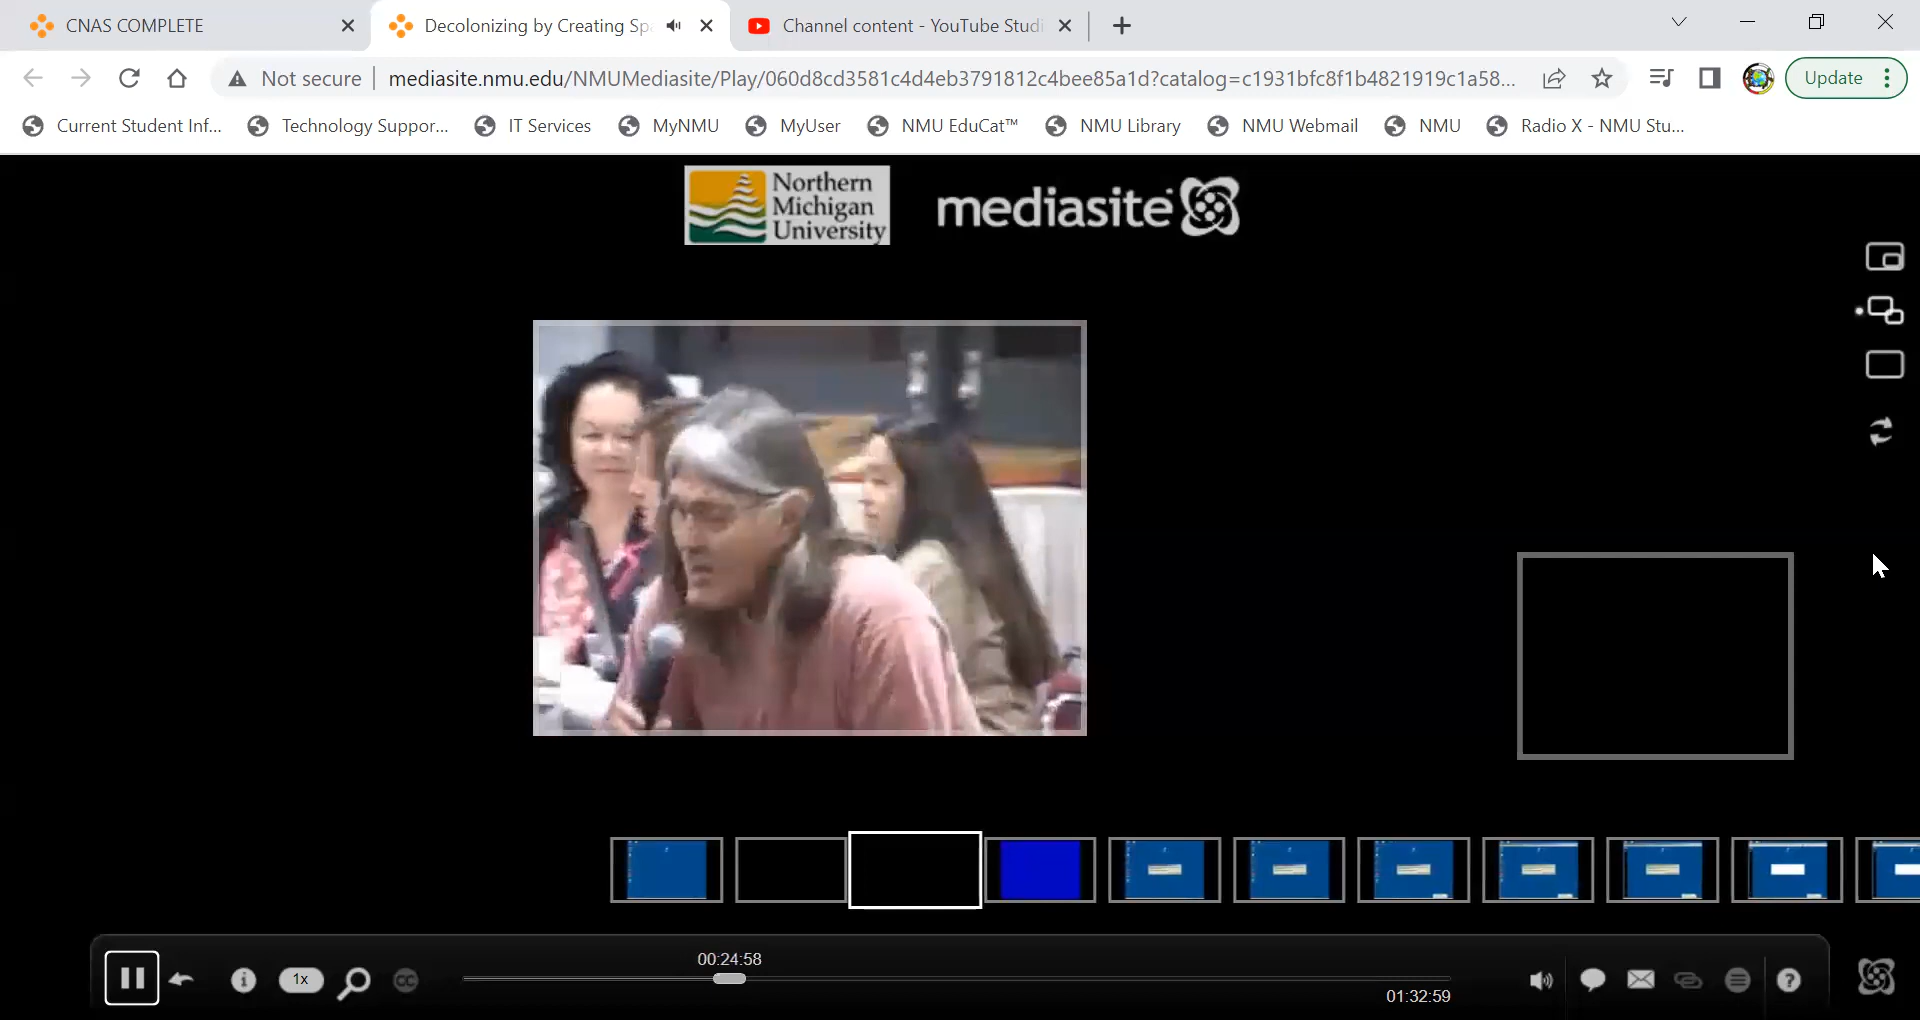 CNAS COMPLETE
Decolonizing by Creating Spa
Channel content - YouTube Studi
Not secure
mediasite.nmu.edu/NMUMediasite/Play/060d8cd3581c4d4eb3791812c4bee85a1d?catalog=c1931bfc8f1b4821919c1a58...
Update
Current Student Inf...
Technology Suppor...
IT Services
MyNMU
MyUser
NMU EduCat™
NMU Library
NMU Webmail
NMU
Radio X - NMU Stu...
Northern
Michigan
University
mediasite
00:24:58
1x
CC
01:32:59